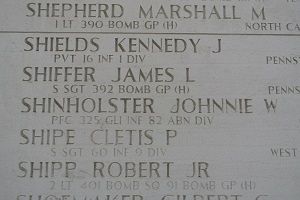 SHEPHERD MARSHALL M
1 LT 390 BOMB GP (H) NORTH CA
SHIELDS KENNEDY J
PVT 16 INF 1 DIV PENNS
SHIFFER JAMES L
S SGT 392 BOMB GP (H) PENNS
SHINHOLSTER JOHNNIE W
PFC 325 GLI INF 82 ABN DIV
SHIPE CLETIS P
S SGT 60 INF 9 DIV WEST
SHIPP ROBERT JR
2 LT 401 BOMB SQ 91 BOMB GP (H)
SHOEMAKER GILBERT C